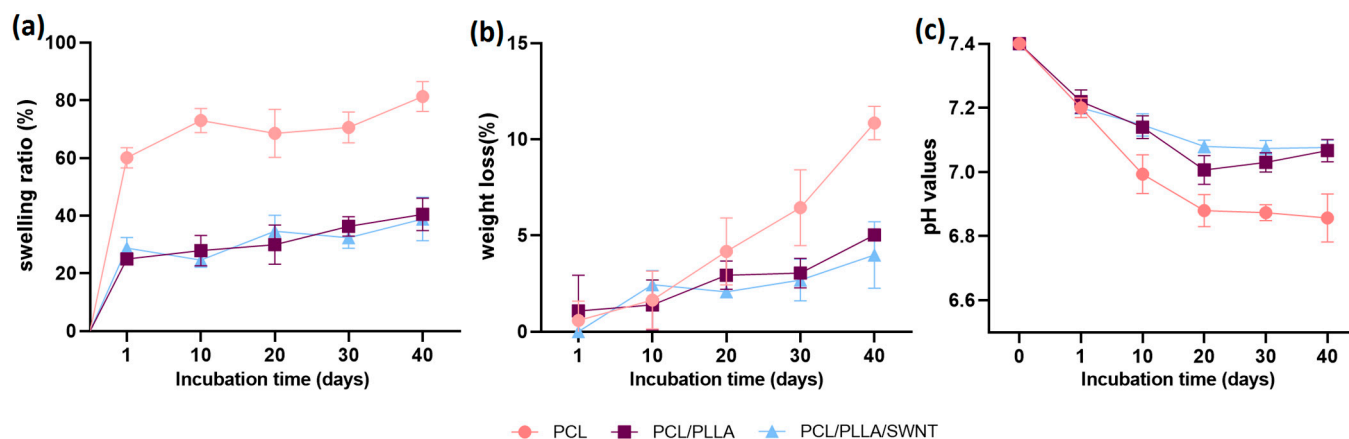 (a)
swelling ratio (%)
100
80
60
40
20
0
1 10 20 30 40
Incubation time (days)
(b)
weight loss(%)
15
10
5
0
1 10 20 30 40
Incubation time (days)
(c)
pH values
7.4
7.2
7.0
6.8
6.6
0 1 10 20 30 40
Incubation time (days)
PCL PCL/PLLA PCL/PLLA/SWNT